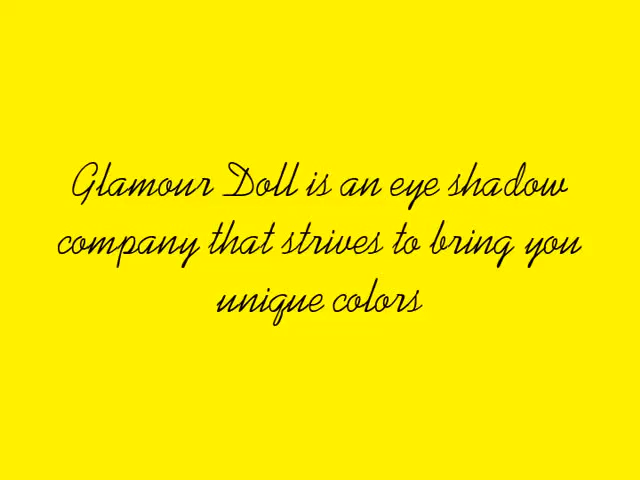 Glamour Doll is an eye shadow
company that strives to bring you
unique colors